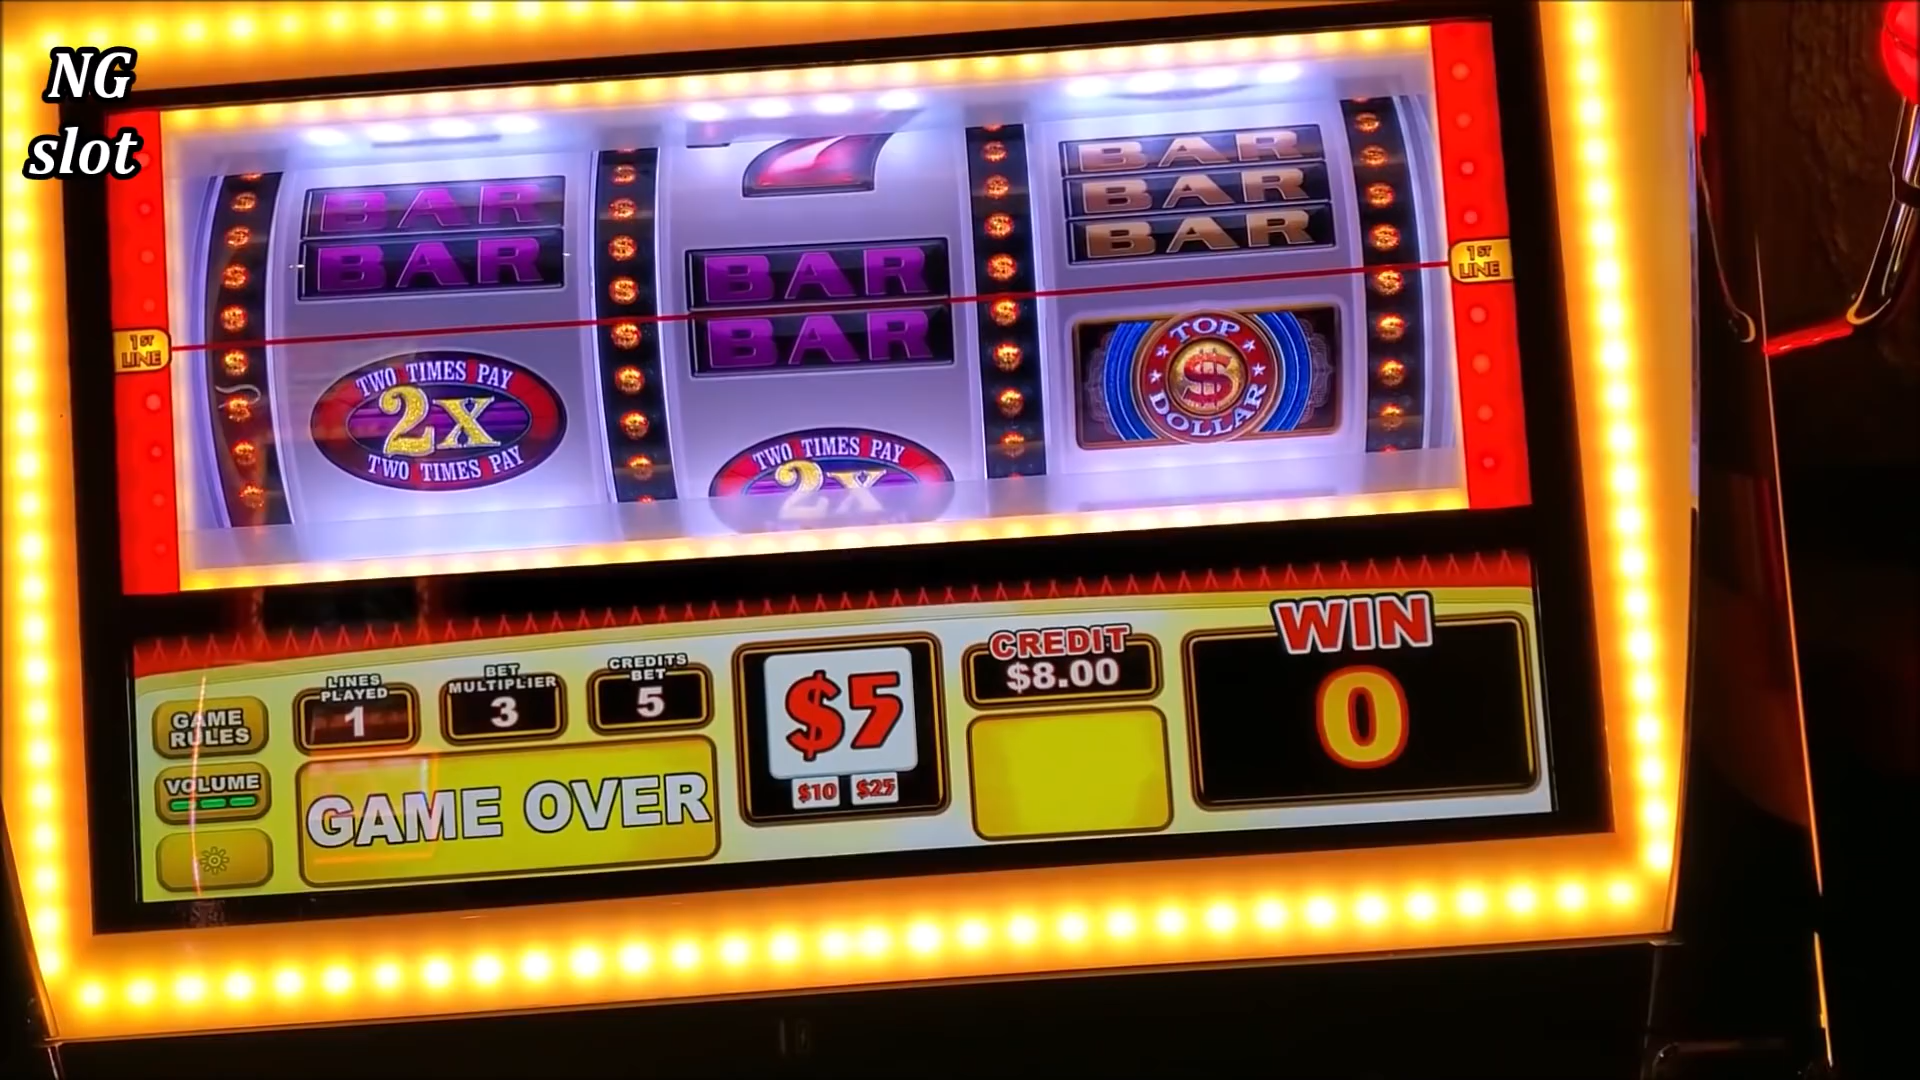 NG
slot
BAR
BAR
7
BAR
BAR
BAR
BAR
BAR
1ST
LINE
1ST
LINE
TWO TIMES PAY
2x
TWO TIMES PAY
TWO TIMES PAY
2x
TOP
$
DOLLAR
GAME
RULES
VOLUME
LINES
PLAYED
1
BET
MULTIPLIER
3
CREDITS
BET
5
GAME OVER
$5
$10 $25
CREDIT
$8.00
WIN
0